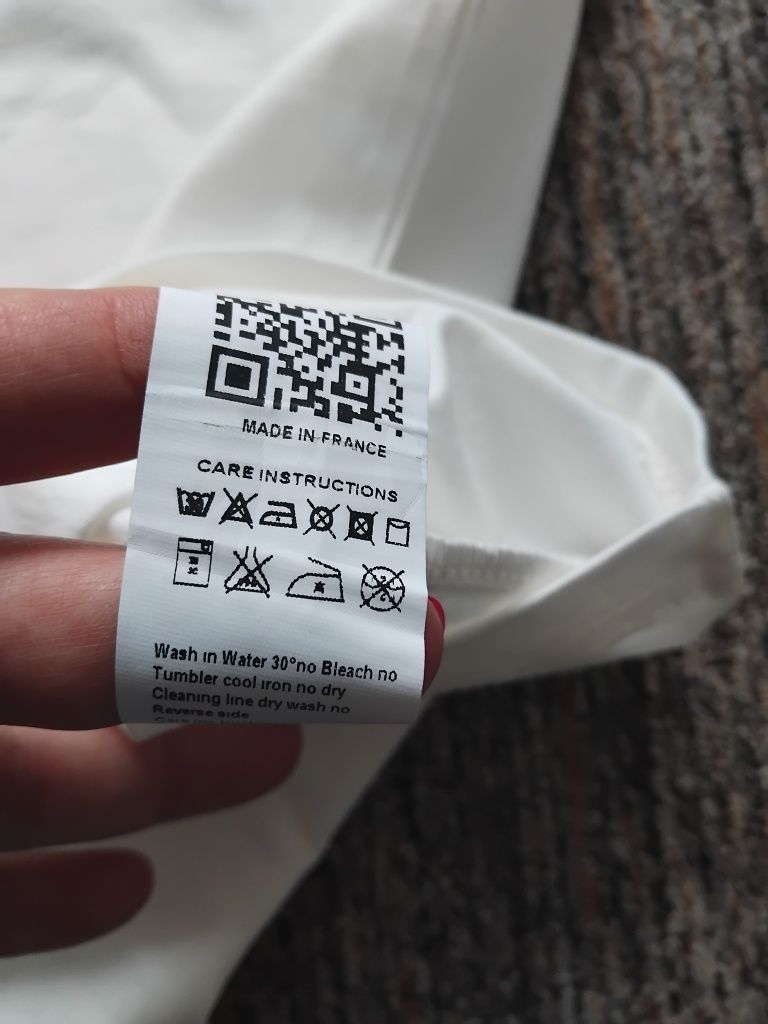 MADE IN FRANCE
CARE INSTRUCTIONS
30
Wash in Water 30°no Bleach no
Tumbler cool iron no dry
Cleaning line dry wash no
Reverse side